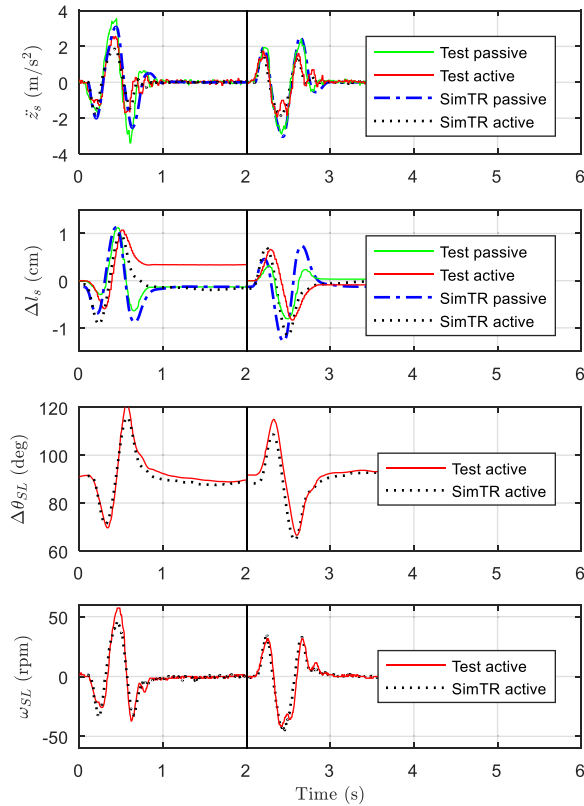 z̈ₛ (m/s²)
4
2
0
-2
-4
Test passive
Test active
SimTR passive
SimTR active
0 1 2 3 4 5 6
Δlₛ (cm)
1
0
-1
Test passive
Test active
SimTR passive
SimTR active
0 1 2 3 4 5 6
Δθ_SL (deg)
120
100
80
60
Test active
SimTR active
0 1 2 3 4 5 6
ω_SL (rpm)
50
0
-50
Test active
SimTR active
0 1 2 3 4 5 6
Time (s)